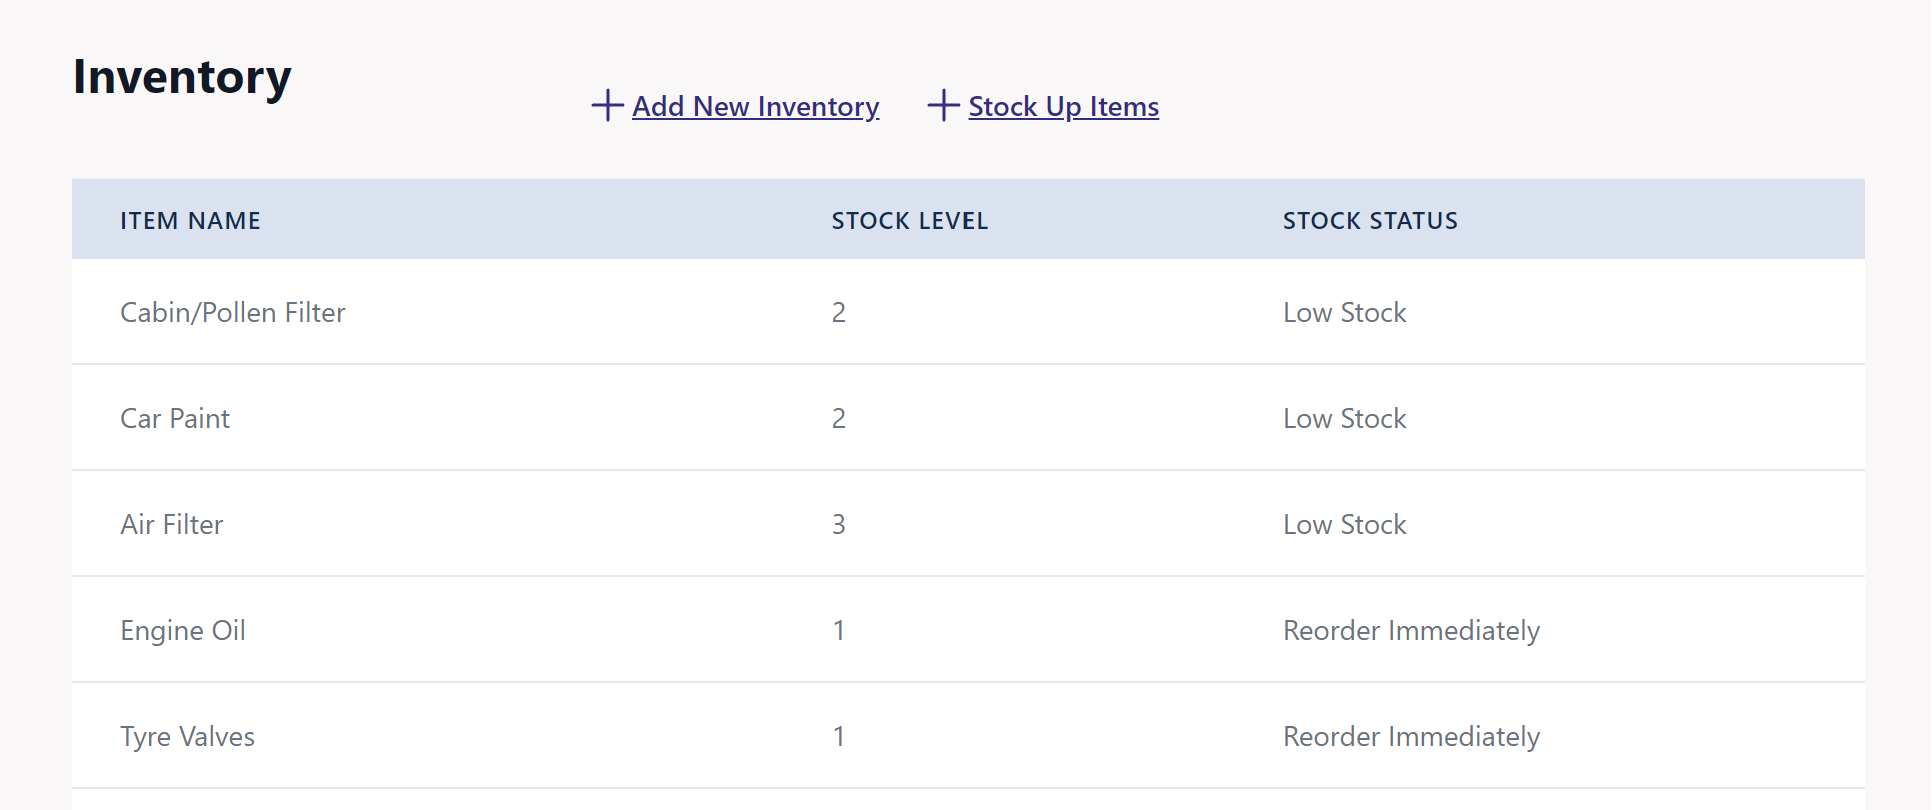 Inventory
Add New Inventory Stock Up Items
ITEM NAME STOCK LEVEL STOCK STATUS
Cabin/Pollen Filter 2 Low Stock
Car Paint 2 Low Stock
Air Filter 3 Low Stock
Engine Oil 1 Reorder Immediately
Tyre Valves 1 Reorder Immediately